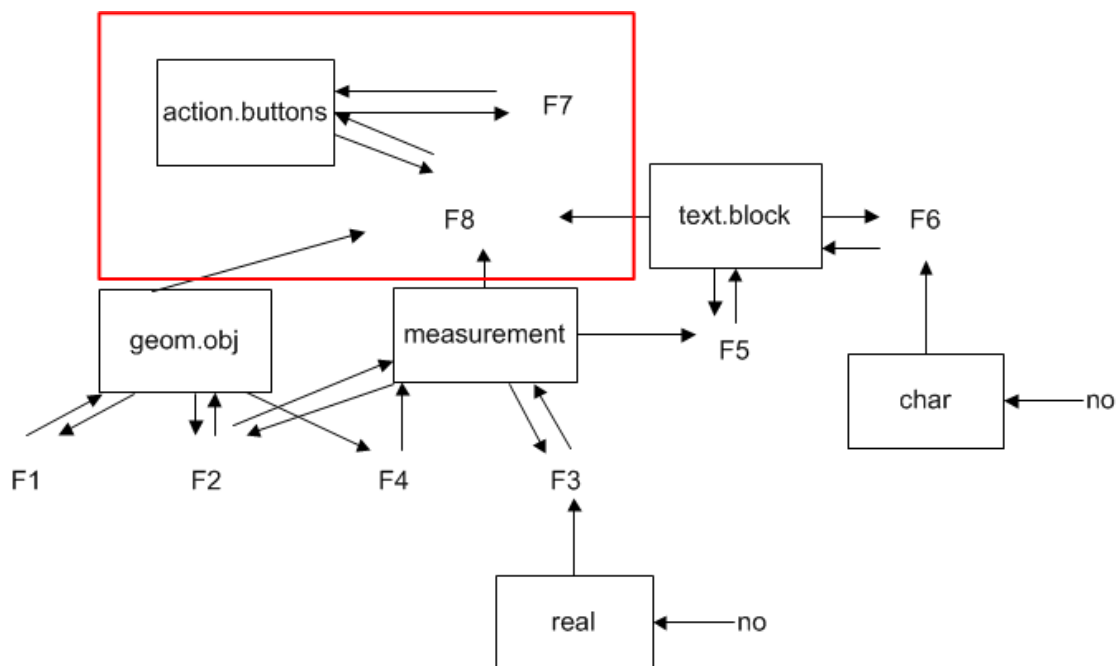 action.buttons
F7
F8
text.block
F6
geom.obj
measurement
F5
char
no
F1
F2
F4
F3
real
no